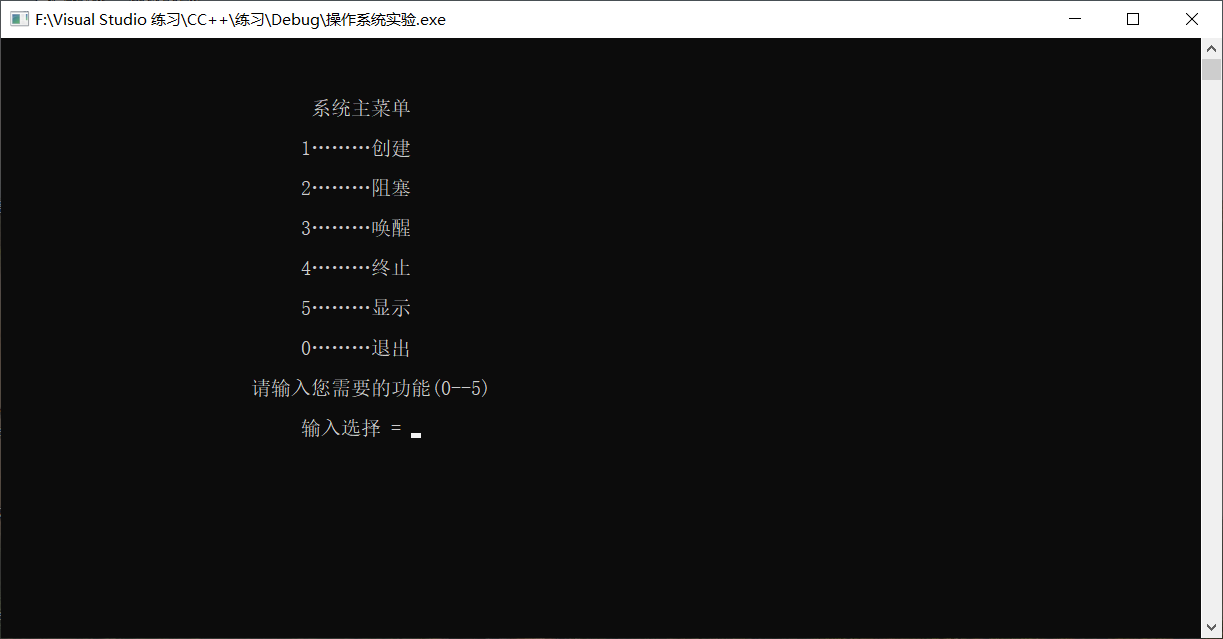 F:\Visual Studio 练习\CC++\练习\Debug\操作系统实验.exe
系统主菜单
1………创建
2………阻塞
3………唤醒
4………终止
5………显示
0………退出
请输入您需要的功能(0--5)
输入选择 =